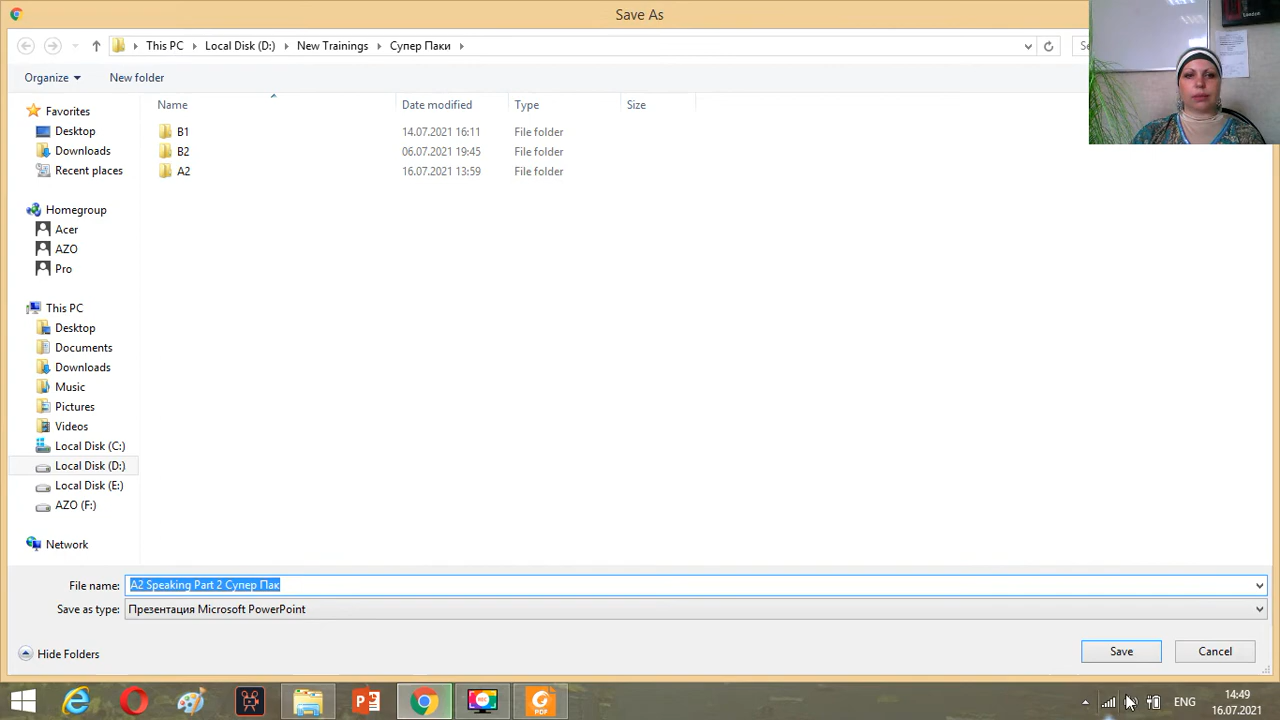 Save As
This PC
Local Disk (D:)
New Trainings
Супер Паки
Organize
New folder
Name
Date modified
Type
Size
Favorites
Desktop
Downloads
Recent places
Homegroup
Acer
AZO
Pro
This PC
Desktop
Documents
Downloads
Music
Pictures
Videos
Local Disk (C:)
Local Disk (D:)
Local Disk (E:)
AZO (F:)
Network
B1 14.07.2021 16:11 File folder
B2 06.07.2021 19:45 File folder
A2 16.07.2021 13:59 File folder
File name: A2 Speaking Part 2 Супер Пак
Save as type: Презентация Microsoft PowerPoint
Hide Folders
Save
Cancel
PDF
ENG
14:49
16.07.2021